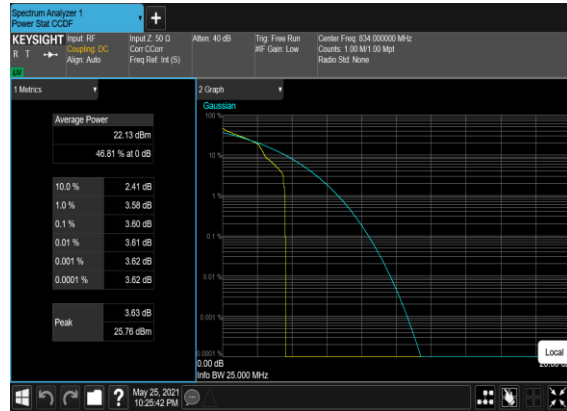 Spectrum Analyzer 1
Power Stat CCDF
+
KEYSIGHT
R T
Input: RF
Coupling: DC
Align: Auto
Input Z: 50 Ω
Corr CCorr
Freq Ref: Int (S)
Atten: 40 dB
Trig: Free Run
#IF Gain: Low
Center Freq: 834.000000 MHz
Counts: 1.00 M/1.00 Mpt
Radio Std: None
1 Metrics
Average Power
22.13 dBm
46.81 % at 0 dB
10.0 % 2.41 dB
1.0 % 3.58 dB
0.1 % 3.60 dB
0.01 % 3.61 dB
0.001 % 3.62 dB
0.0001 % 3.62 dB
Peak
3.63 dB
25.76 dBm
2 Graph
Gaussian
100 %
10 %
1 %
0.1 %
0.01 %
0.001 %
0.0001 %
0.00 dB
Info BW 25.000 MHz
Local
?
May 25, 2021
10:25:42 PM